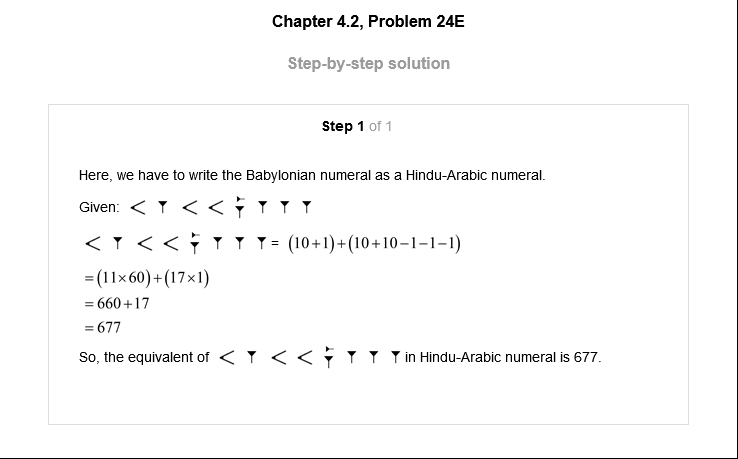 Chapter 4.2, Problem 24E
Step-by-step solution
Step 1 of 1
Here, we have to write the Babylonian numeral as a Hindu-Arabic numeral.
Given: < 𒁹 < < 𒈨 𒁹 𒁹 𒁹
< 𒁹 < < 𒈨 𒁹 𒁹 𒁹 = (10+1)+(10+10−1−1−1)
=(11×60)+(17×1)
=660+17
=677
So, the equivalent of < 𒁹 < < 𒈨 𒁹 𒁹 𒁹 in Hindu-Arabic numeral is 677.